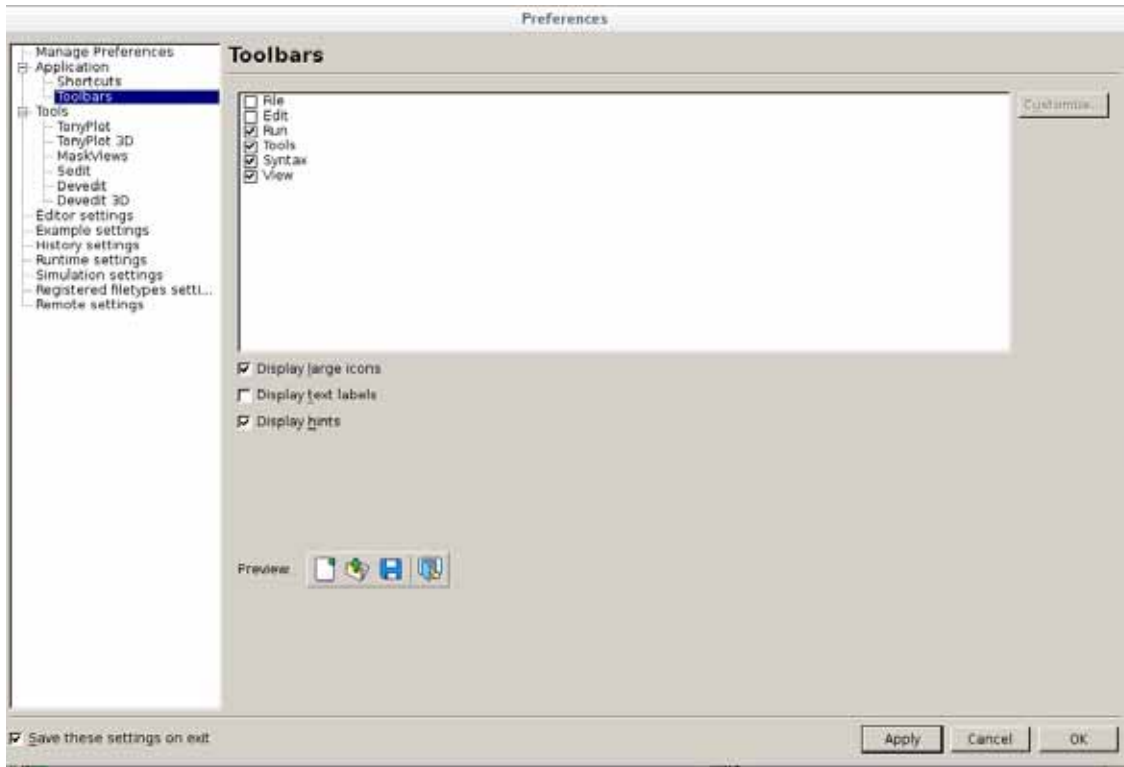 Preferences
Manage Preferences
Application
Shortcuts
Toolbars
Tools
TonyPlot
TonyPlot 3D
MaskViews
Sedit
Devedit
Devedit 3D
Editor settings
Example settings
History settings
Runtime settings
Simulation settings
Registered filetypes setti...
Remote settings
Toolbars
File
Edit
Run
Tools
Syntax
View
Customize...
Display large icons
Display text labels
Display hints
Preview:
Save these settings on exit
Apply
Cancel
OK